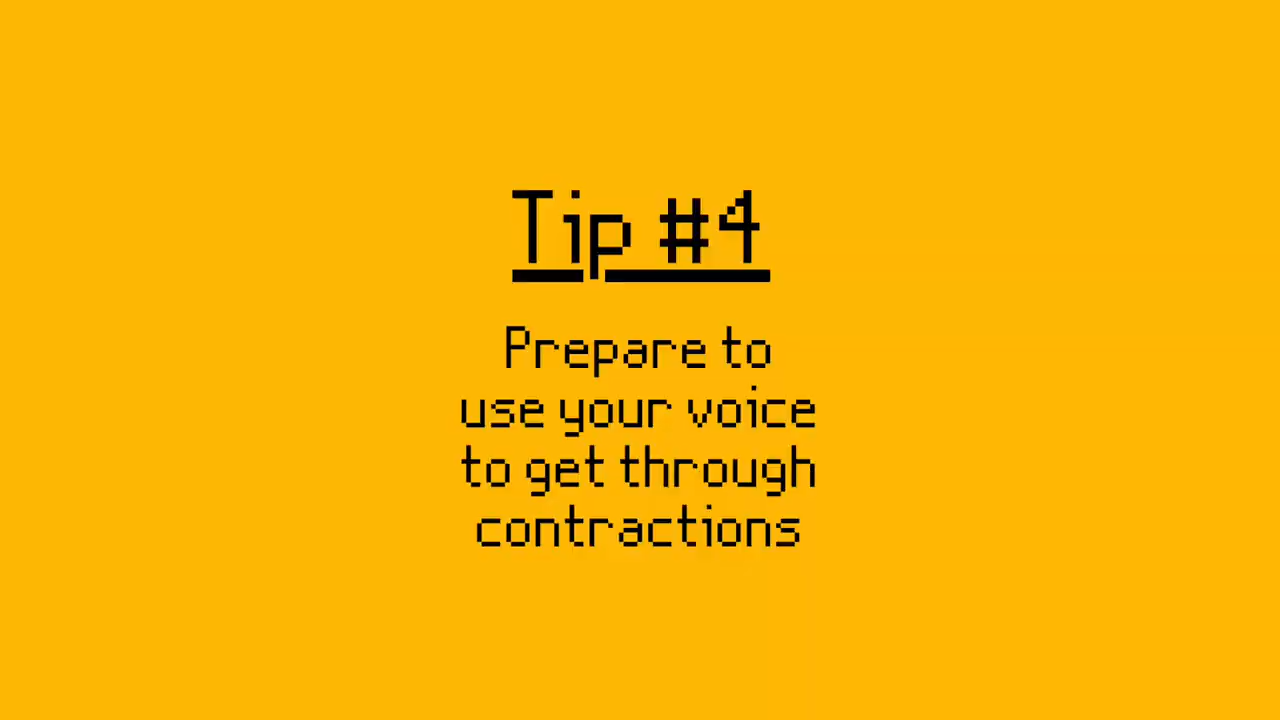 Tip #4
Prepare to
use your voice
to get through
contractions